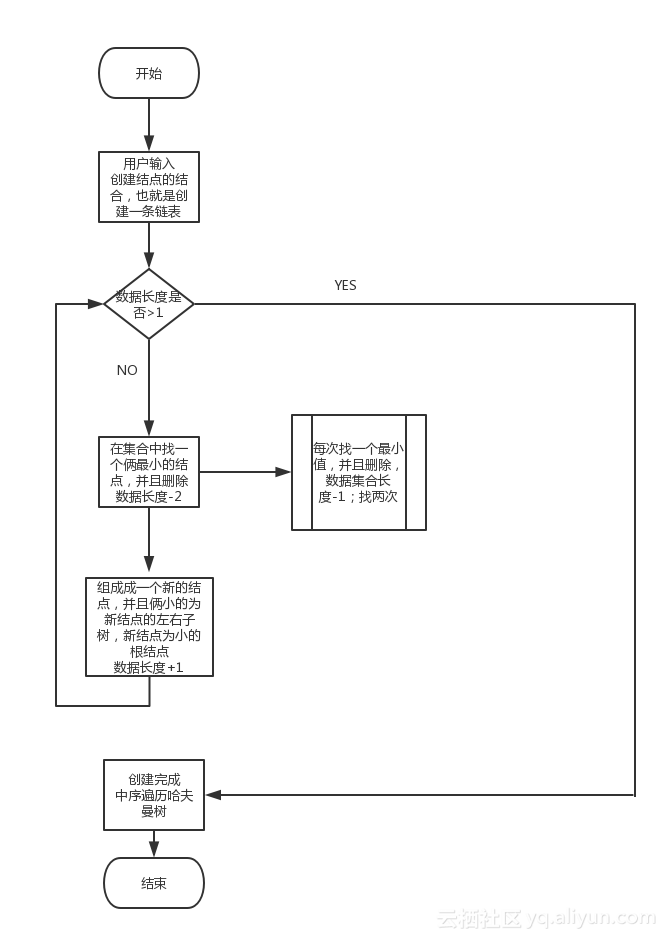 开始
用户输入
创建结点的结
合，也就是创
建一条链表
YES
数据长度是
否>1
NO
在集合中找一
个俩最小的结
点，并且删除
数据长度-2
每次找一个最小
值，并且删除，
数据集合长
度-1；找两次
组成成一个新的结
点，并且俩小的为
新结点的左右子
树，新结点为小的
根结点
数据长度+1
创建完成
中序遍历哈夫
曼树
结束
云栖社区 yq.aliyun.com